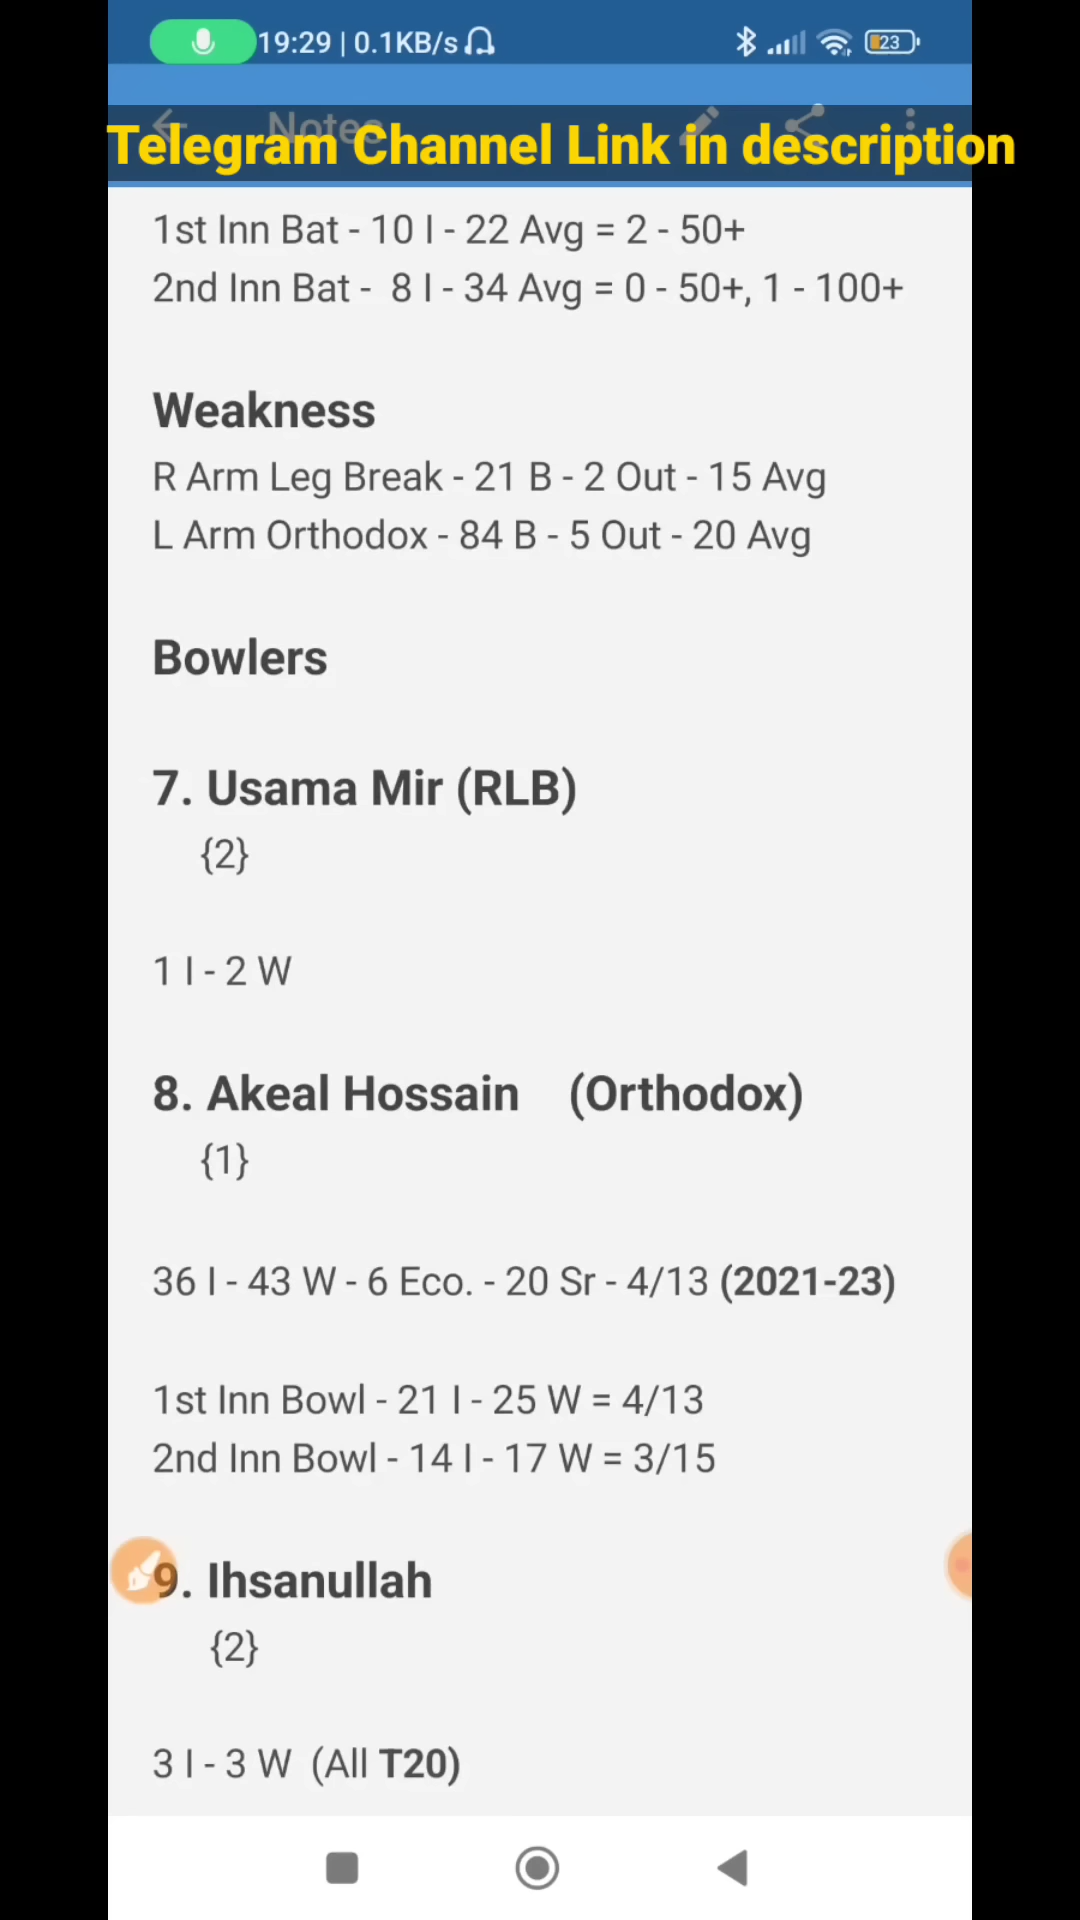 19:29 | 0.1KB/s
23
Notes
Telegram Channel Link in description
1st Inn Bat - 10 I - 22 Avg = 2 - 50+
2nd Inn Bat -  8 I - 34 Avg = 0 - 50+, 1 - 100+
Weakness
R Arm Leg Break - 21 B - 2 Out - 15 Avg
L Arm Orthodox - 84 B - 5 Out - 20 Avg
Bowlers
7. Usama Mir (RLB)
{2}
1 I - 2 W
8. Akeal Hossain    (Orthodox)
{1}
36 I - 43 W - 6 Eco. - 20 Sr - 4/13 (2021-23)
1st Inn Bowl - 21 I - 25 W = 4/13
2nd Inn Bowl - 14 I - 17 W = 3/15
9. Ihsanullah
{2}
3 I - 3 W  (All T20)